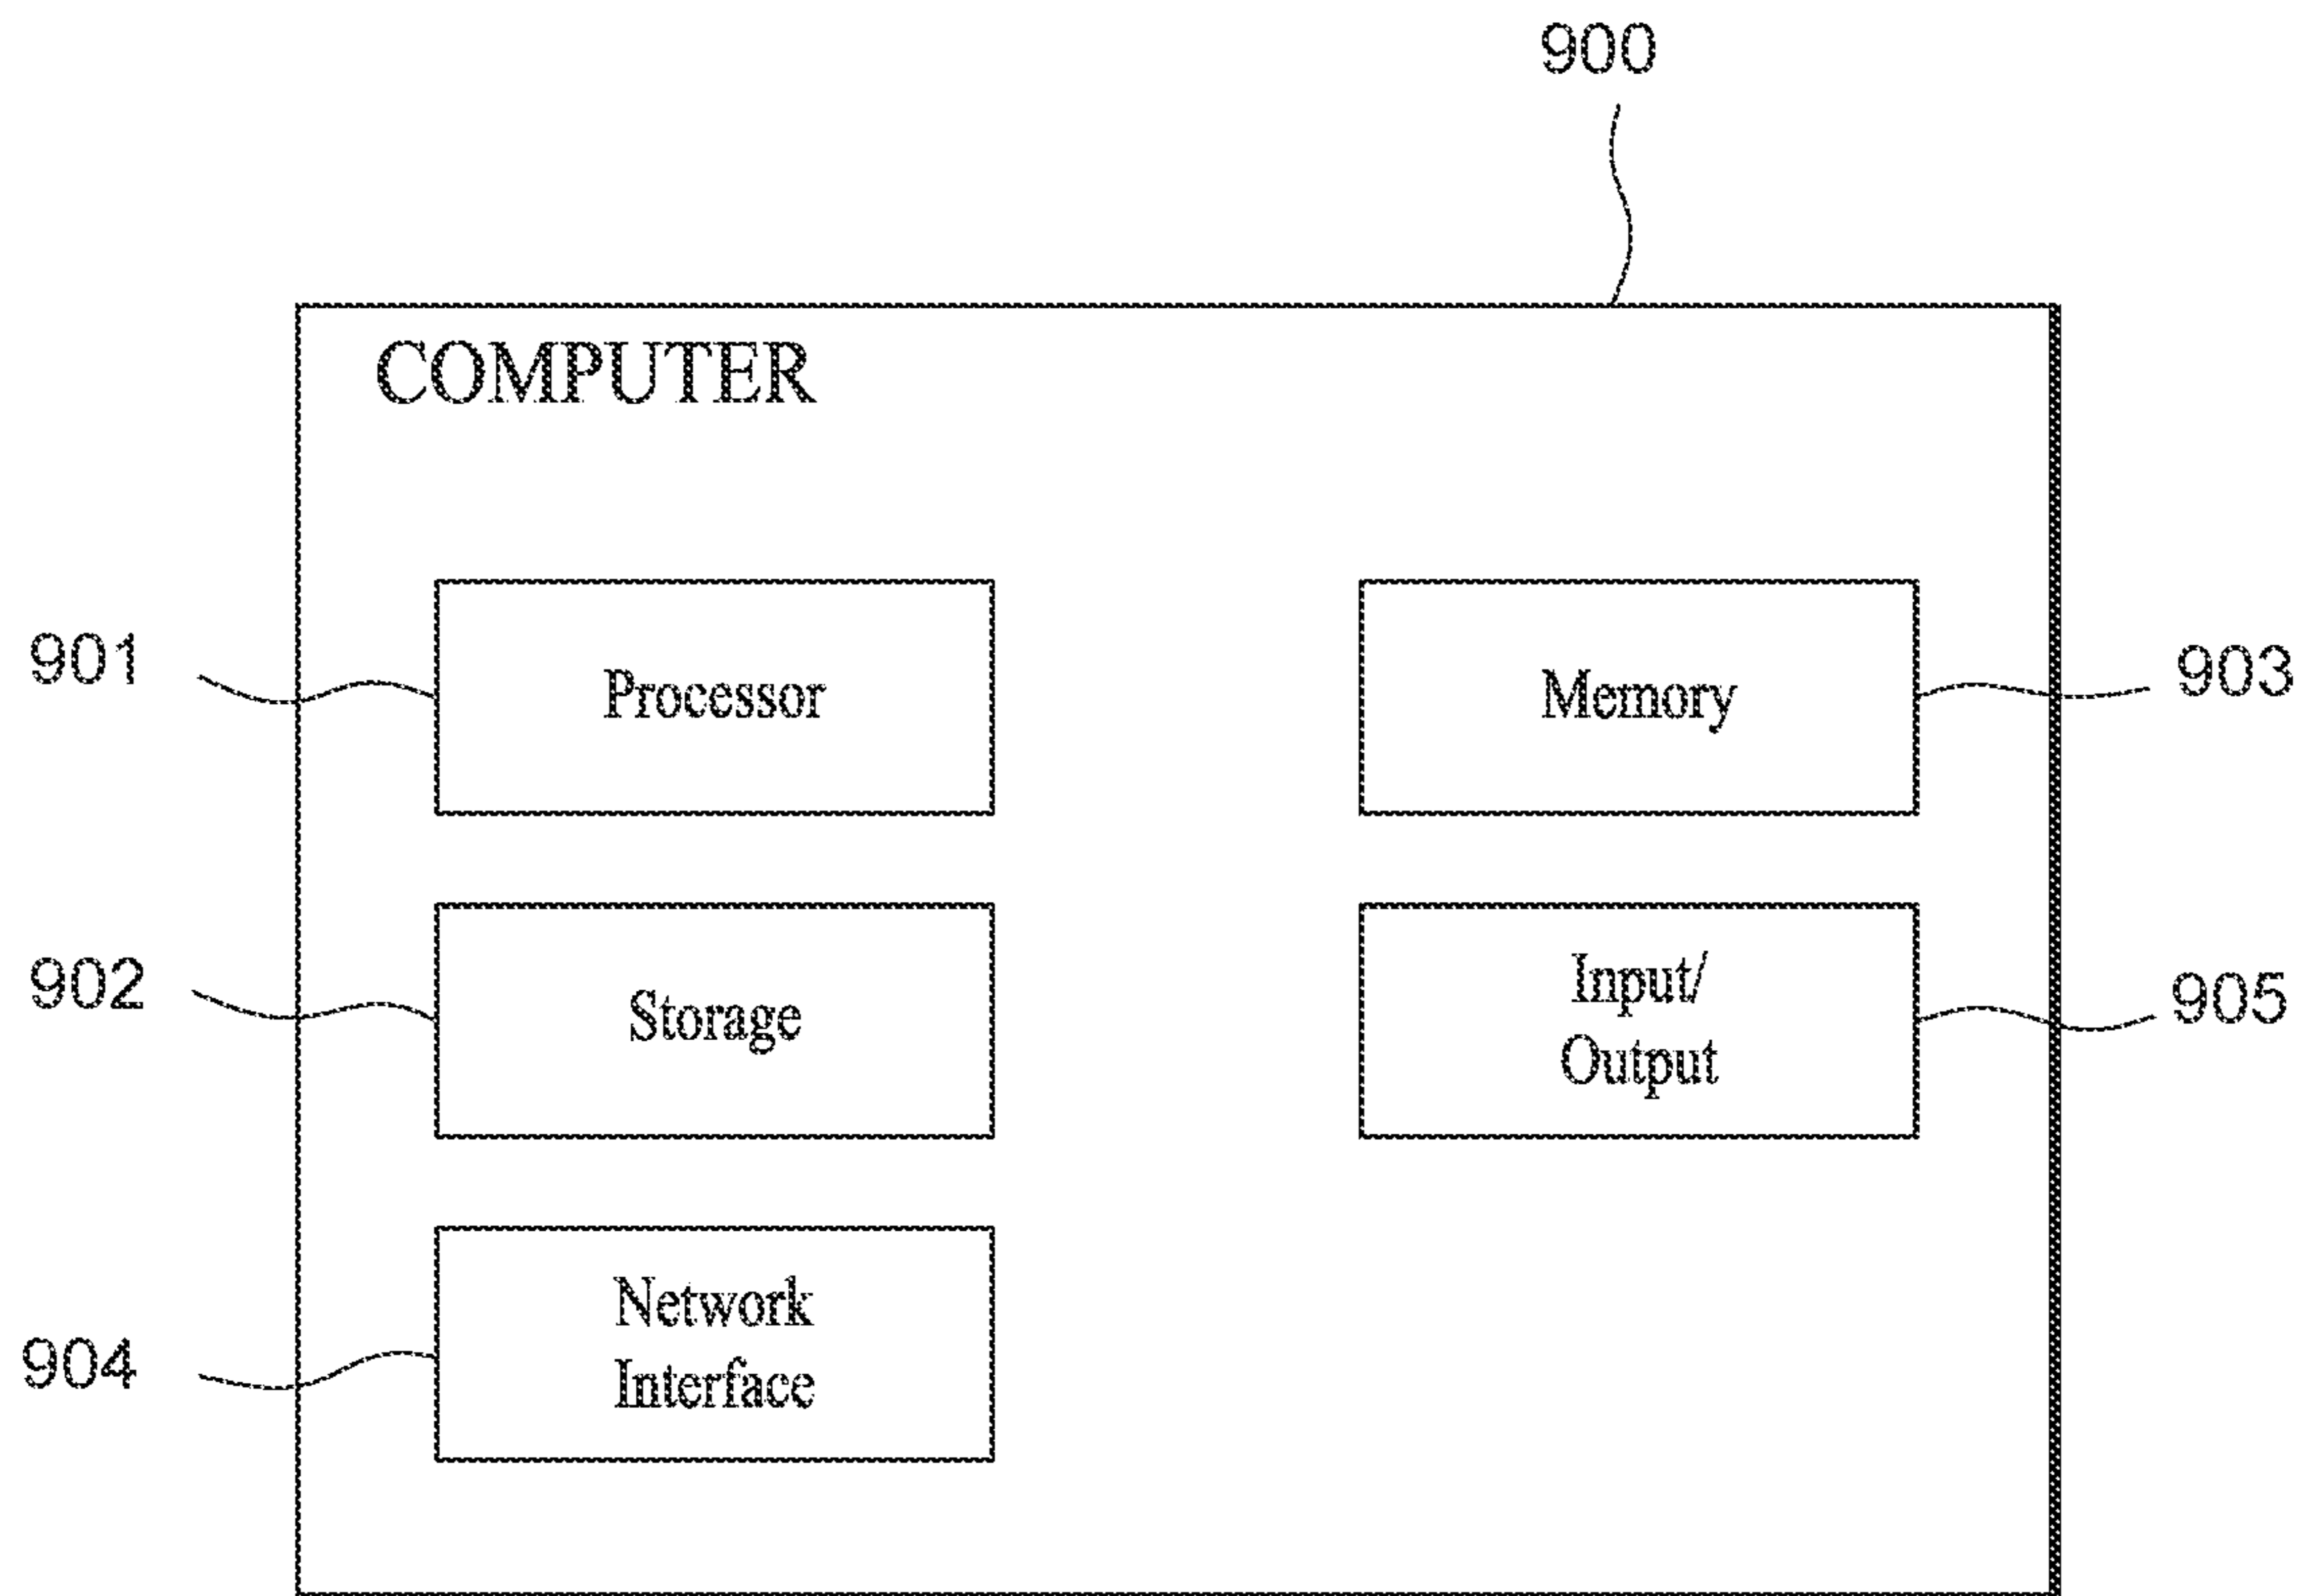 900
COMPUTER
901
Processor
Memory
903
902
Storage
Input/
Output
905
904
Network
Interface